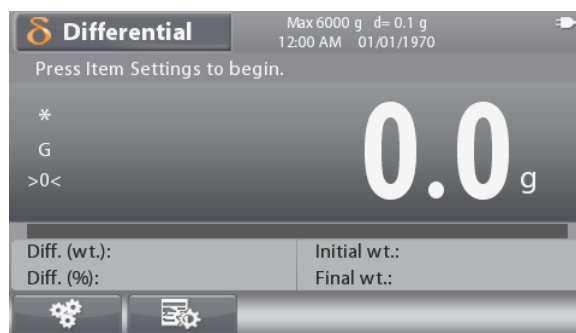 δ Differential
Max 6000 g d= 0.1 g
12:00 AM 01/01/1970
Press Item Settings to begin.
*
G
>0<
0.0 g
Diff. (wt.):
Initial wt.:
Diff. (%):
Final wt.: